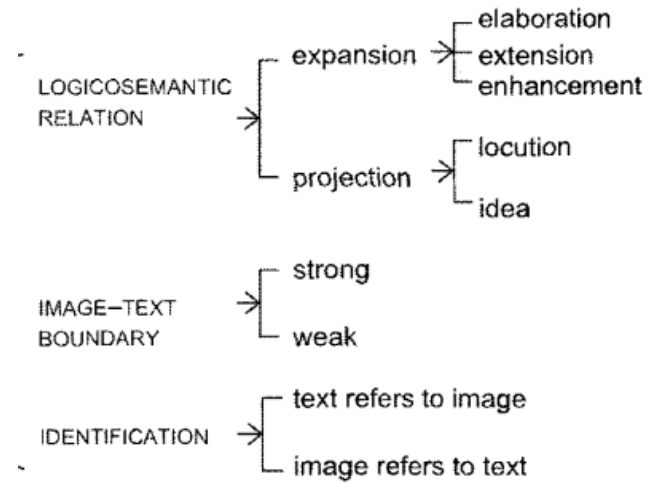 elaboration
expansion
extension
enhancement
LOGICOSEMANTIC
RELATION
locution
projection
idea
strong
IMAGE–TEXT
BOUNDARY
weak
text refers to image
IDENTIFICATION
image refers to text